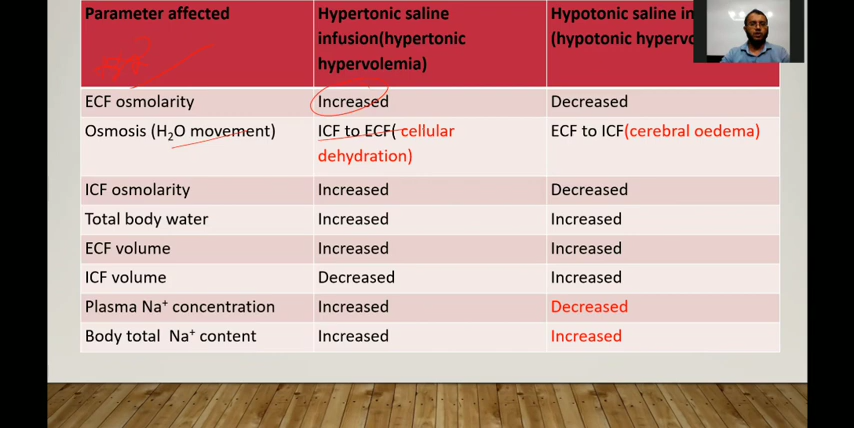 Parameter affected
Hypertonic saline
infusion(hypertonic
hypervolemia)
Hypotonic saline in
(hypotonic hypervo
ECF osmolarity Increased Decreased
Osmosis (H₂O movement) ICF to ECF( cellular
dehydration) ECF to ICF(cerebral oedema)
ICF osmolarity Increased Decreased
Total body water Increased Increased
ECF volume Increased Increased
ICF volume Decreased Increased
Plasma Na⁺ concentration Increased Decreased
Body total Na⁺ content Increased Increased